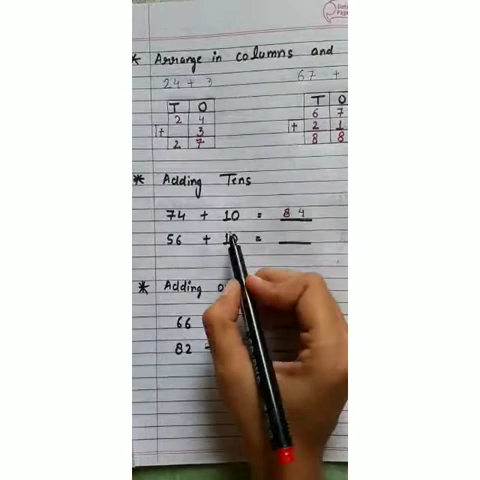 * Arrange in columns and
24 + 3 67 +
T O T O
2 4 6 7
+ 3 + 2 1
2 7 8 8
* Adding Tens
74 + 10 = 84
56 + 10 = ___
* Adding
66
82